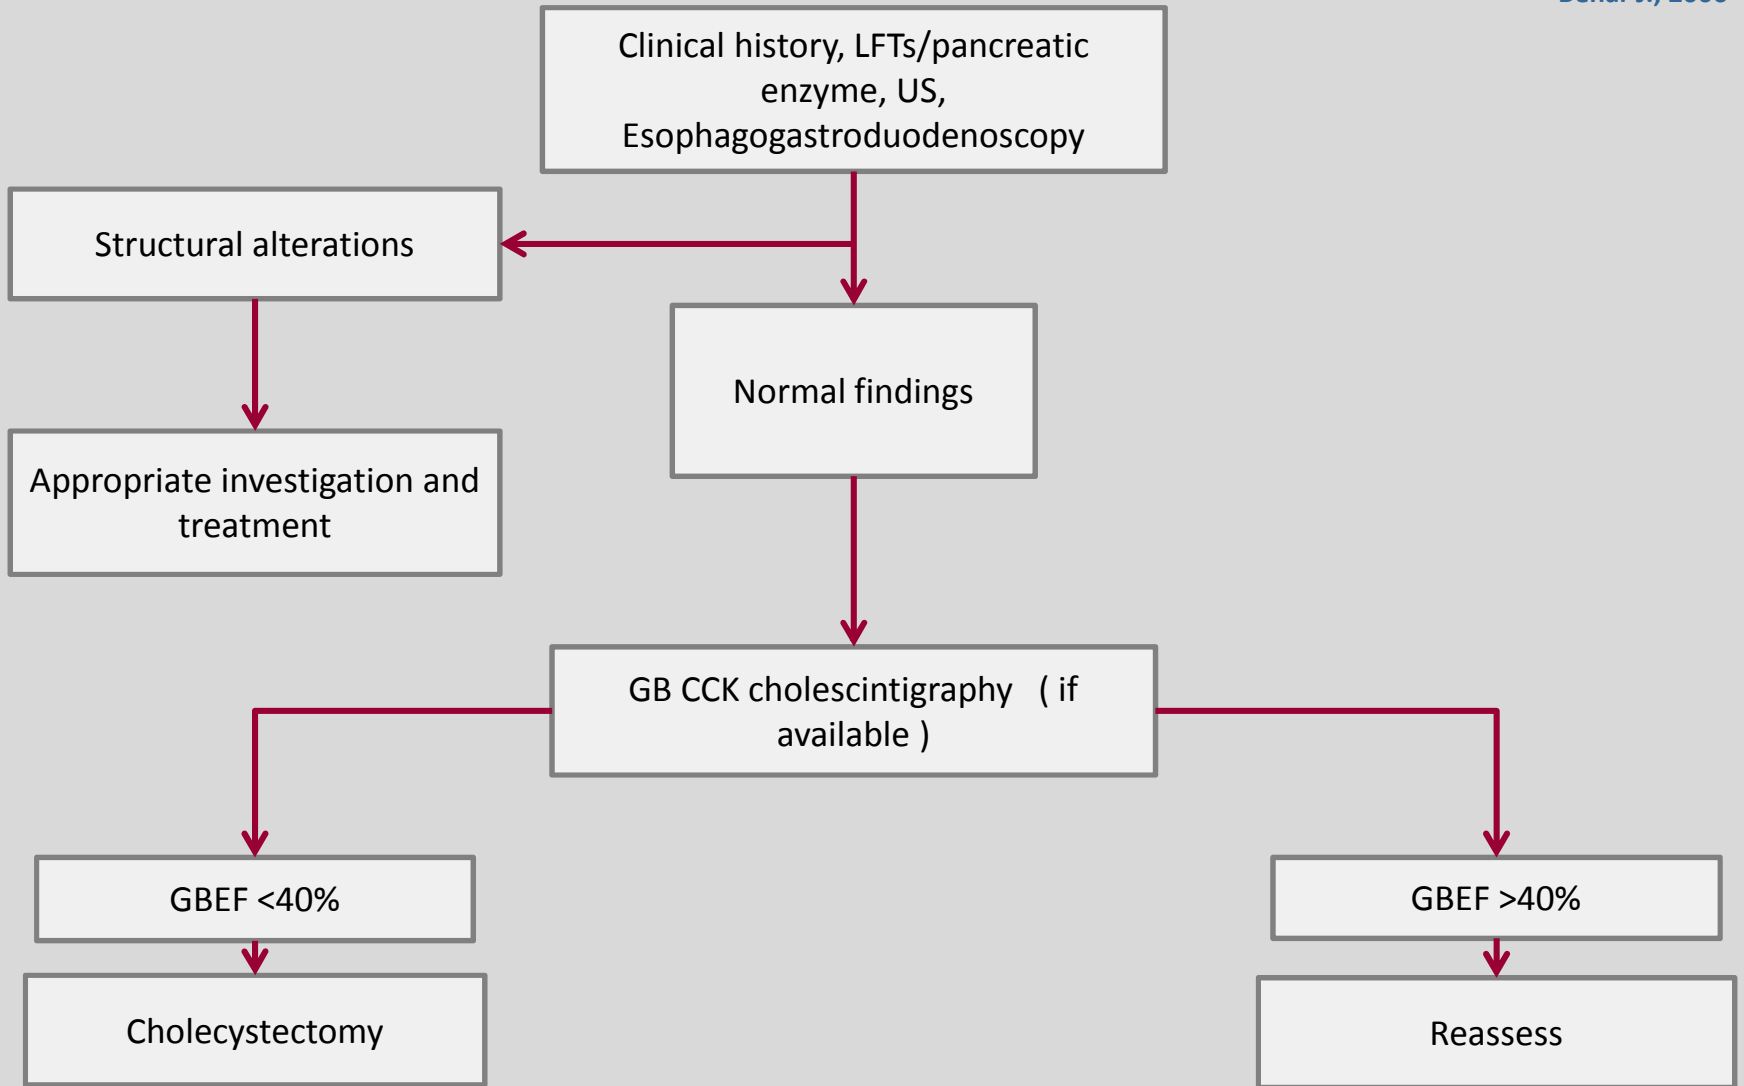 Clinical history, LFTs/pancreatic
enzyme, US,
Esophagogastroduodenoscopy
Structural alterations
Normal findings
Appropriate investigation and
treatment
GB CCK cholescintigraphy ( if
available )
GBEF <40%
GBEF >40%
Cholecystectomy
Reassess